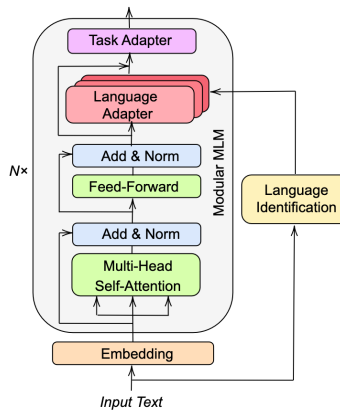 Task Adapter
Language
Adapter
Add & Norm
Feed-Forward
Add & Norm
Multi-Head
Self-Attention
N×
Modular MLM
Language
Identification
Embedding
Input Text